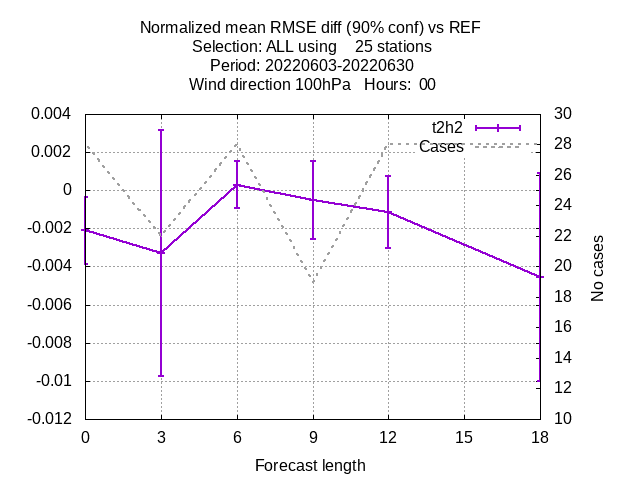 Normalized mean RMSE diff (90% conf) vs REF
Selection: ALL using    25 stations
Period: 20220603-20220630
Wind direction 100hPa   Hours:  00
0.004
0.002
0
-0.002
-0.004
-0.006
-0.008
-0.01
-0.012
t2h2
Cases
30
28
26
24
22
20
18
16
14
12
10
No cases
0 3 6 9 12 15 18
Forecast length